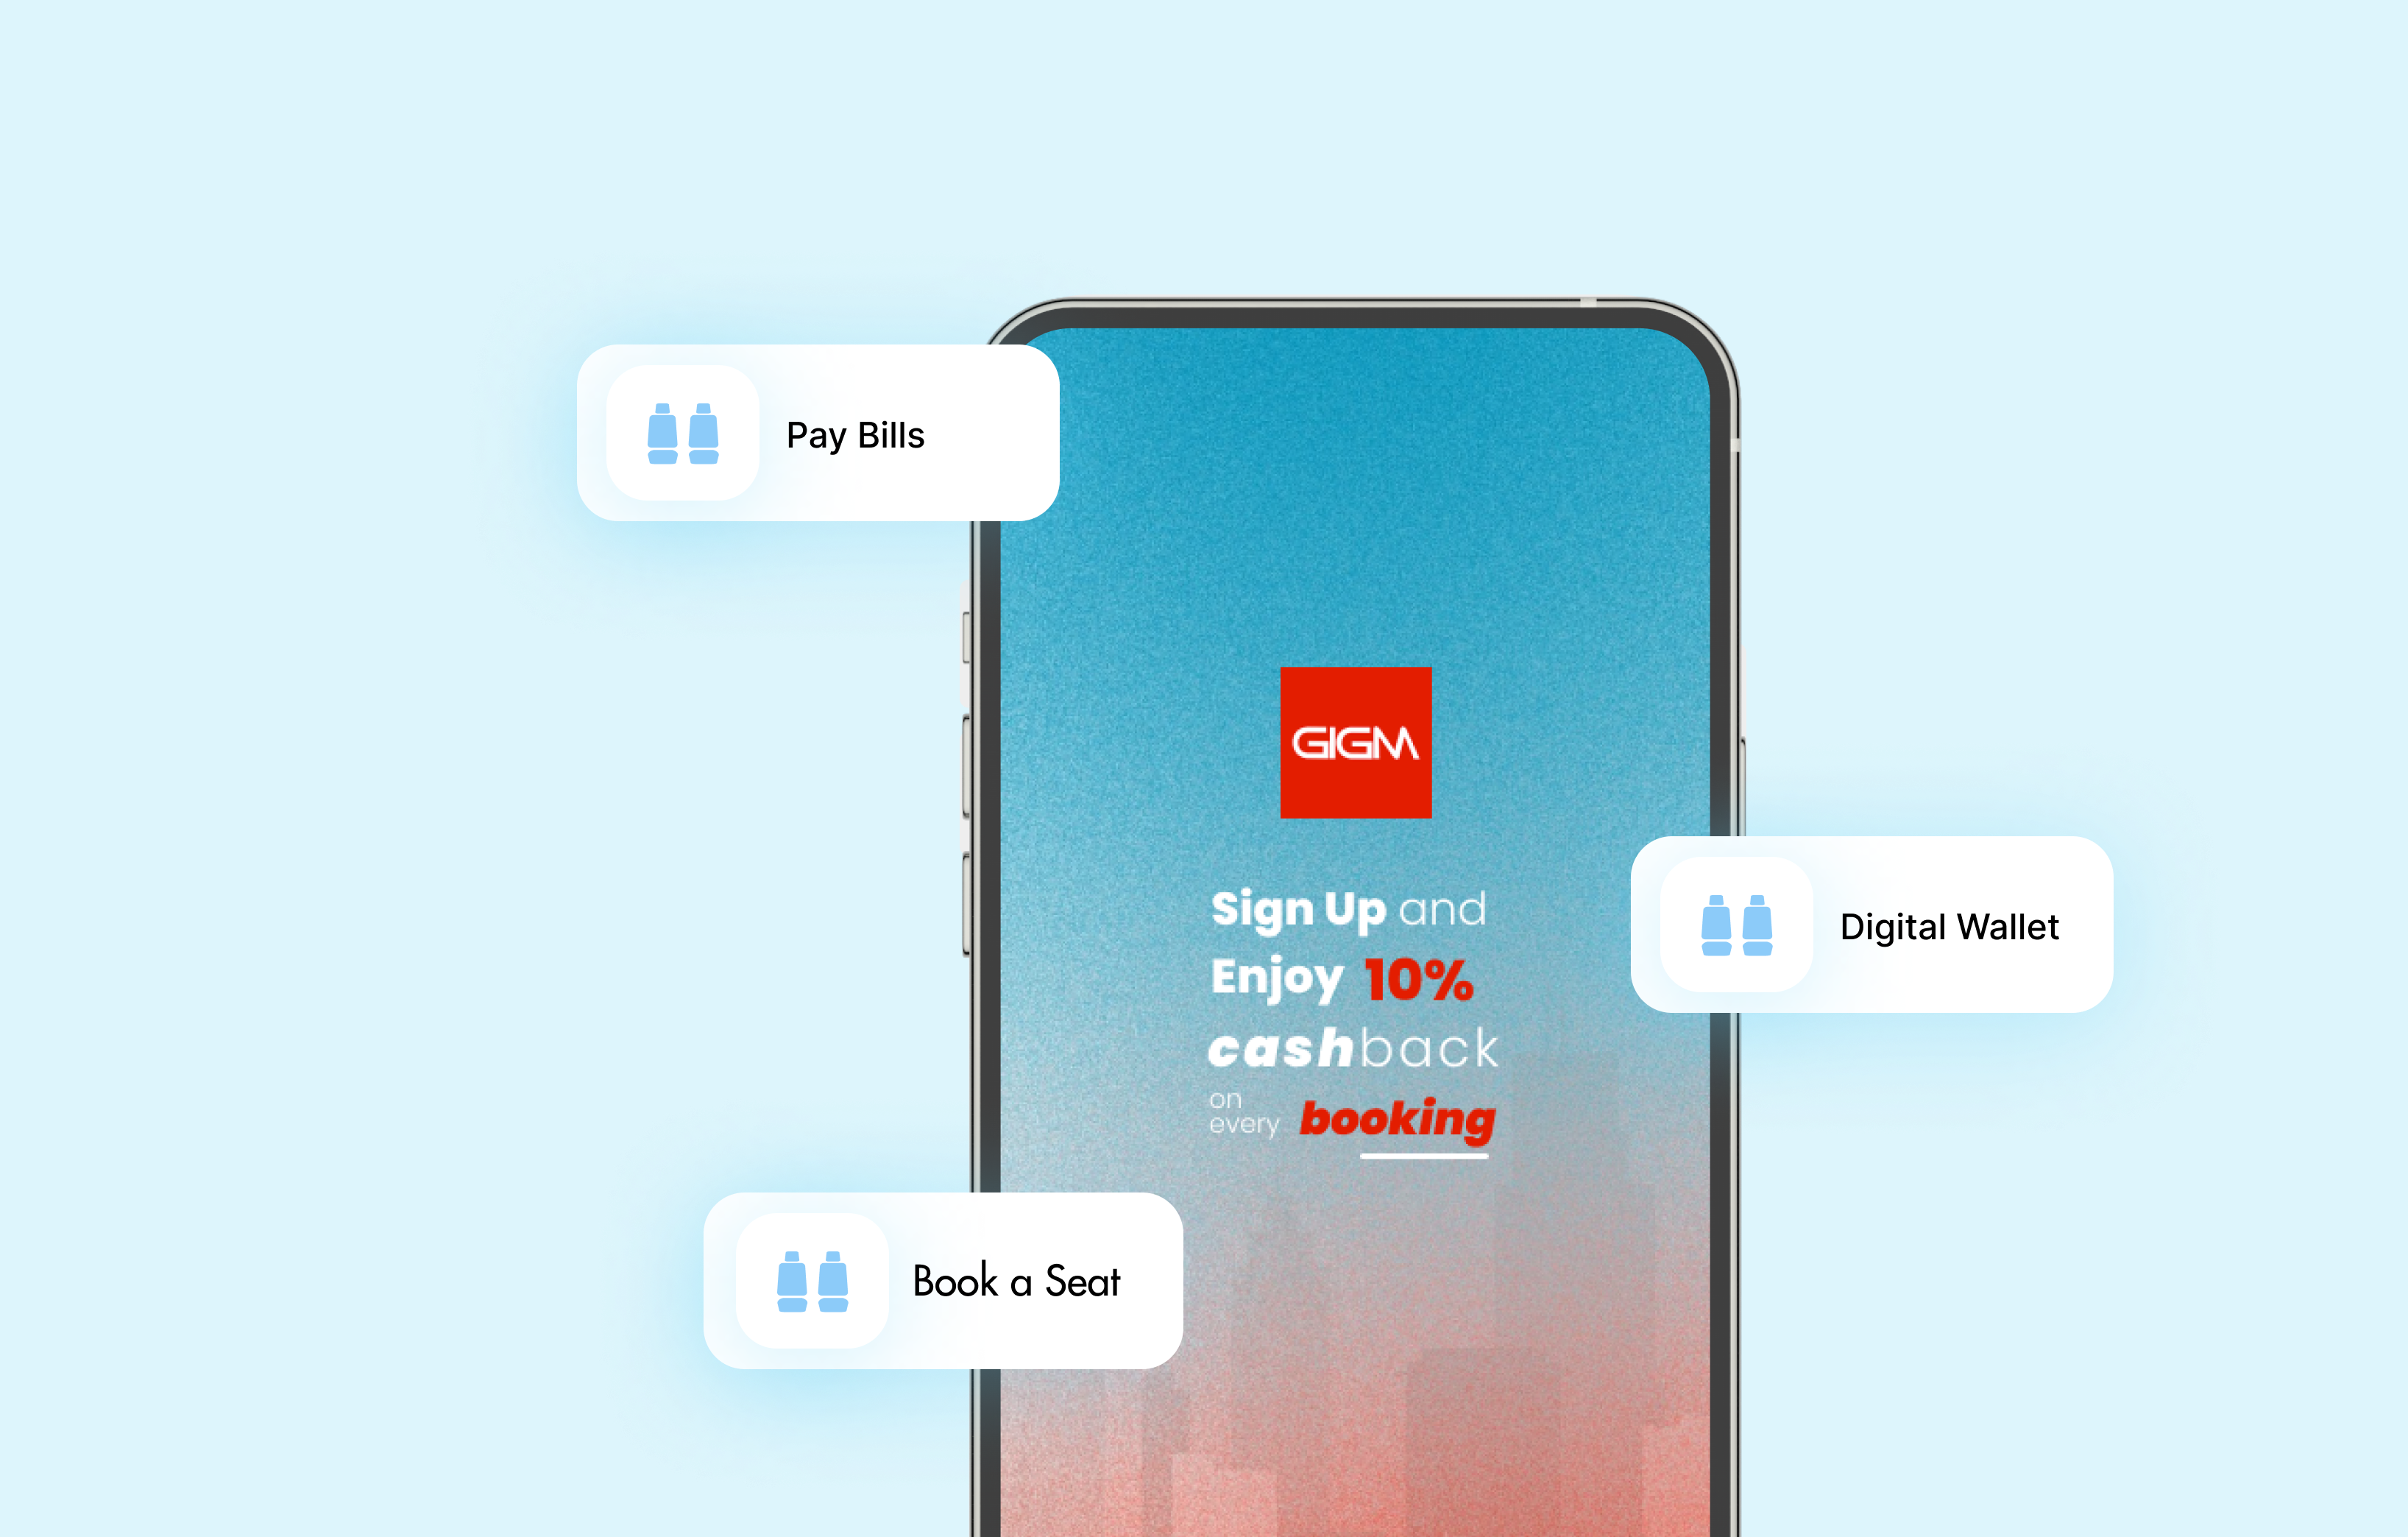 Pay Bills
GIGM
Sign Up and
Enjoy 10%
cashback
on
every booking
Digital Wallet
Book a Seat